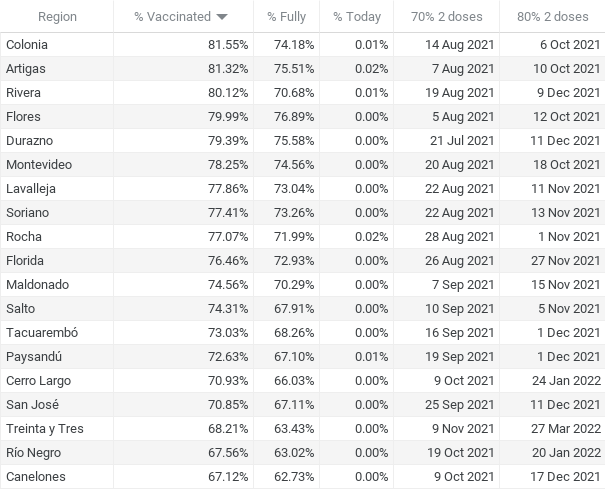 Region % Vaccinated % Fully % Today 70% 2 doses 80% 2 doses
Colonia 81.55% 74.18% 0.01% 14 Aug 2021 6 Oct 2021
Artigas 81.32% 75.51% 0.02% 7 Aug 2021 10 Oct 2021
Rivera 80.12% 70.68% 0.01% 19 Aug 2021 9 Dec 2021
Flores 79.99% 76.89% 0.00% 5 Aug 2021 12 Oct 2021
Durazno 79.39% 75.58% 0.00% 21 Jul 2021 11 Dec 2021
Montevideo 78.25% 74.56% 0.00% 20 Aug 2021 18 Oct 2021
Lavalleja 77.86% 73.04% 0.00% 22 Aug 2021 11 Nov 2021
Soriano 77.41% 73.26% 0.00% 22 Aug 2021 13 Nov 2021
Rocha 77.07% 71.99% 0.02% 28 Aug 2021 1 Nov 2021
Florida 76.46% 72.93% 0.00% 26 Aug 2021 27 Nov 2021
Maldonado 74.56% 70.29% 0.00% 7 Sep 2021 15 Nov 2021
Salto 74.31% 67.91% 0.00% 10 Sep 2021 5 Nov 2021
Tacuarembó 73.03% 68.26% 0.00% 16 Sep 2021 1 Dec 2021
Paysandú 72.63% 67.10% 0.01% 19 Sep 2021 1 Dec 2021
Cerro Largo 70.93% 66.03% 0.00% 9 Oct 2021 24 Jan 2022
San José 70.85% 67.11% 0.00% 25 Sep 2021 11 Dec 2021
Treinta y Tres 68.21% 63.43% 0.00% 9 Nov 2021 27 Mar 2022
Río Negro 67.56% 63.02% 0.00% 19 Oct 2021 20 Jan 2022
Canelones 67.12% 62.73% 0.00% 9 Oct 2021 17 Dec 2021